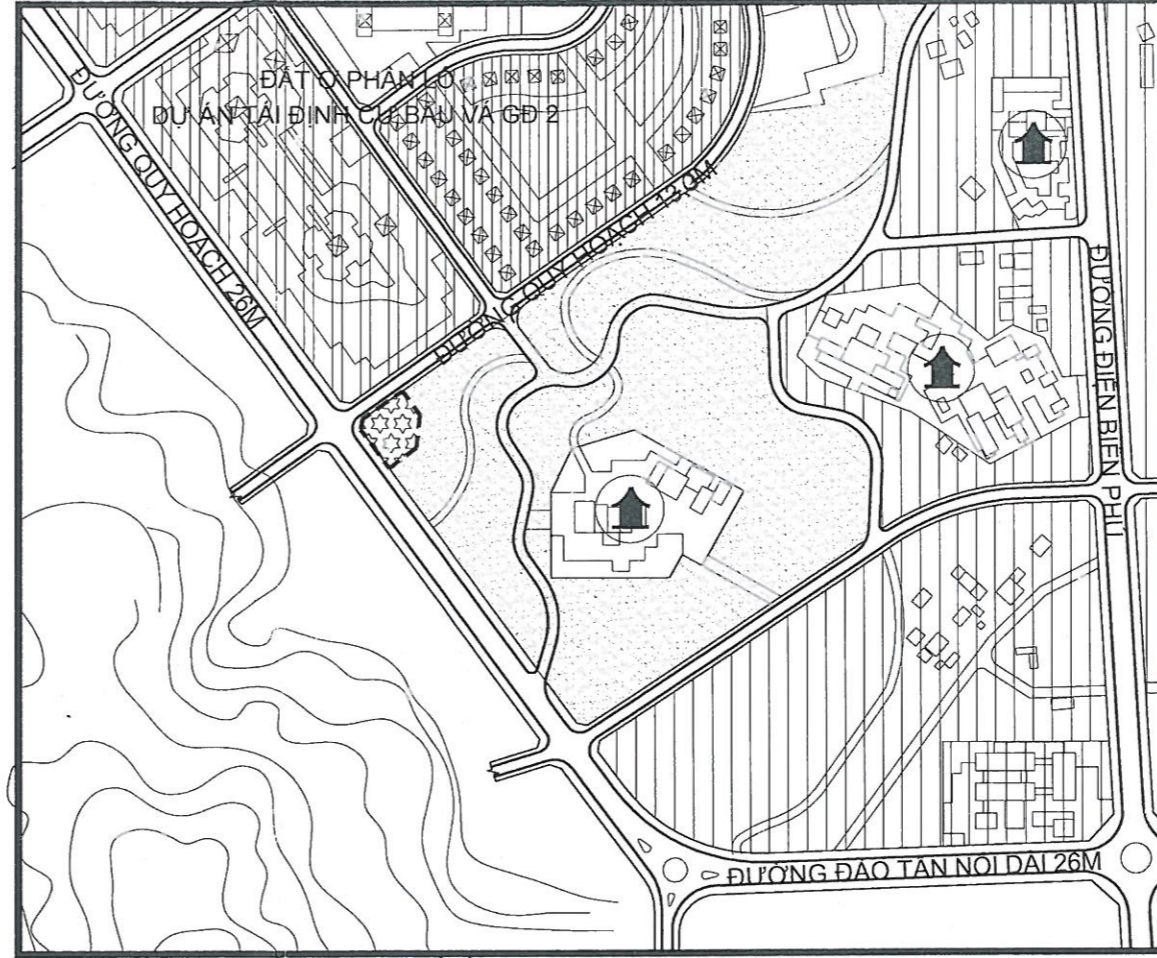 ĐẤT Ở PHÂN LÔ
DỰ ÁN TÁI ĐỊNH CƯ BÀU VÁ GĐ 2
ĐƯỜNG QUY HOẠCH 26M
ĐƯỜNG QUY HOẠCH 13,0M
ĐƯỜNG ĐIỆN BIÊN PHỦ
ĐƯỜNG ĐÀO TẤN NỐI DÀI 26M